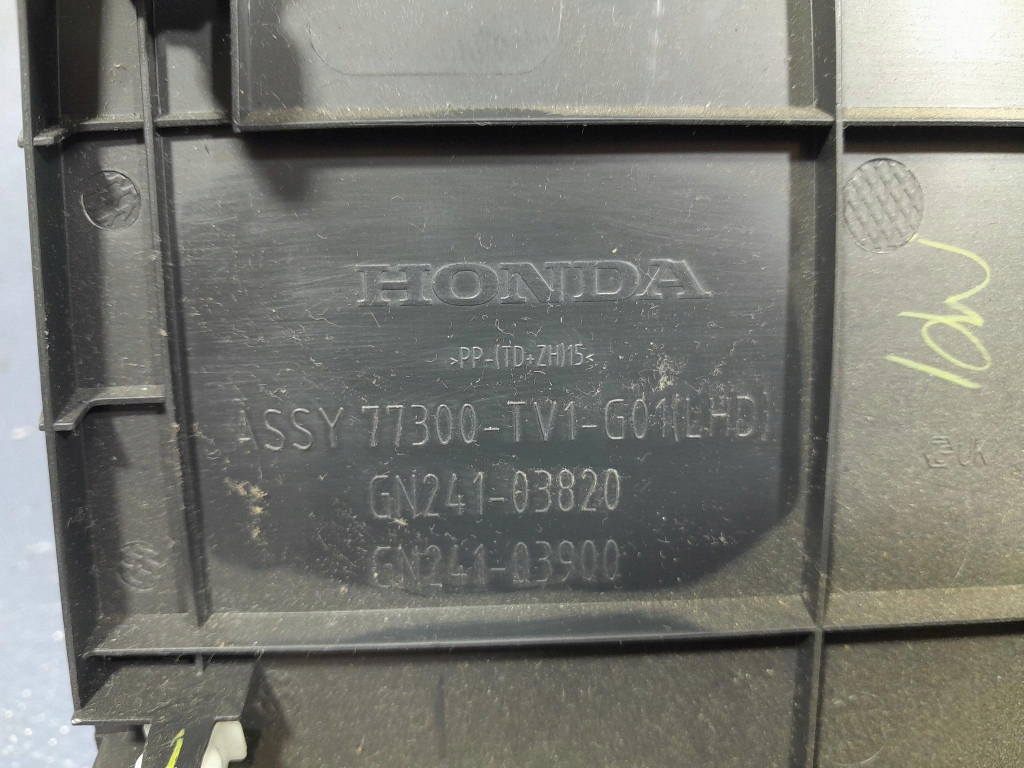 HONDA
>PP-(TD+ZH)15<
ASSY 77300-TV1-G01(LHD)
GN241-03820
GN241-03900